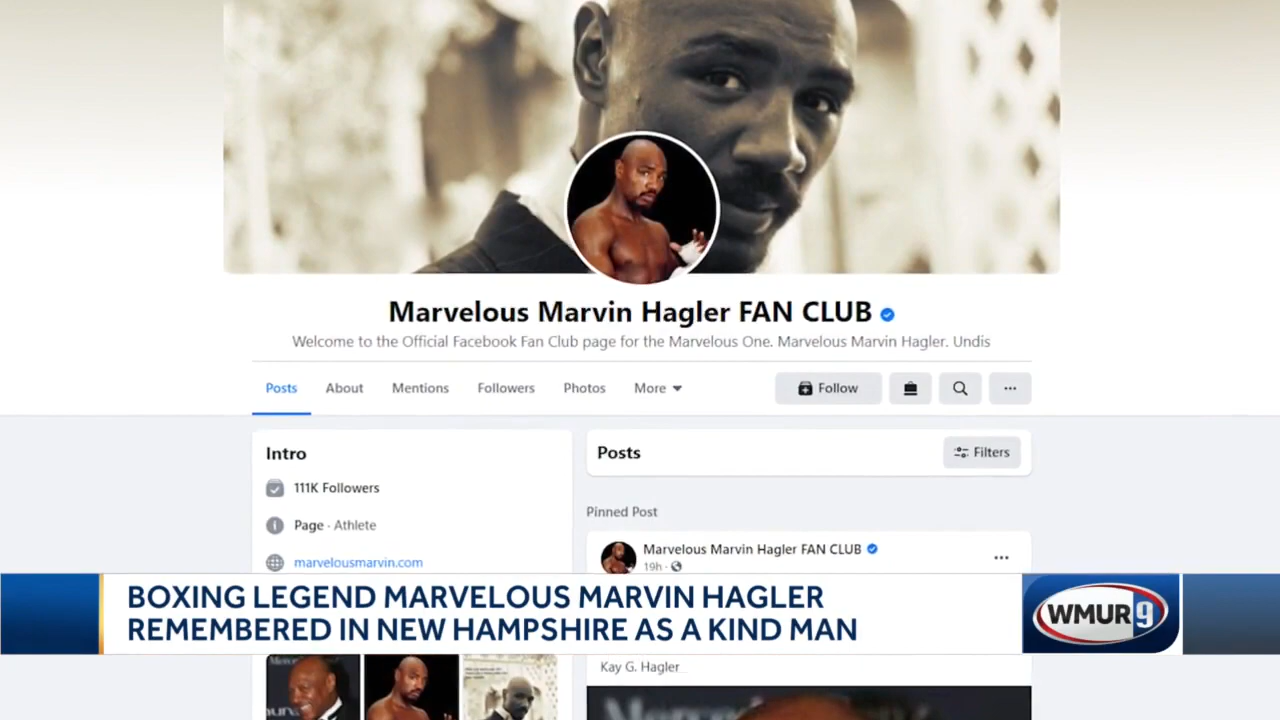 Marvelous Marvin Hagler FAN CLUB
Welcome to the Official Facebook Fan Club page for the Marvelous One. Marvelous Marvin Hagler. Undis
Posts About Mentions Followers Photos More Follow ...
Intro
111K Followers
Page · Athlete
marvelousmarvin.com
Posts Filters
Pinned Post
Marvelous Marvin Hagler FAN CLUB ...
19h ·
BOXING LEGEND MARVELOUS MARVIN HAGLER
REMEMBERED IN NEW HAMPSHIRE AS A KIND MAN
WMUR 9
Kay G. Hagler